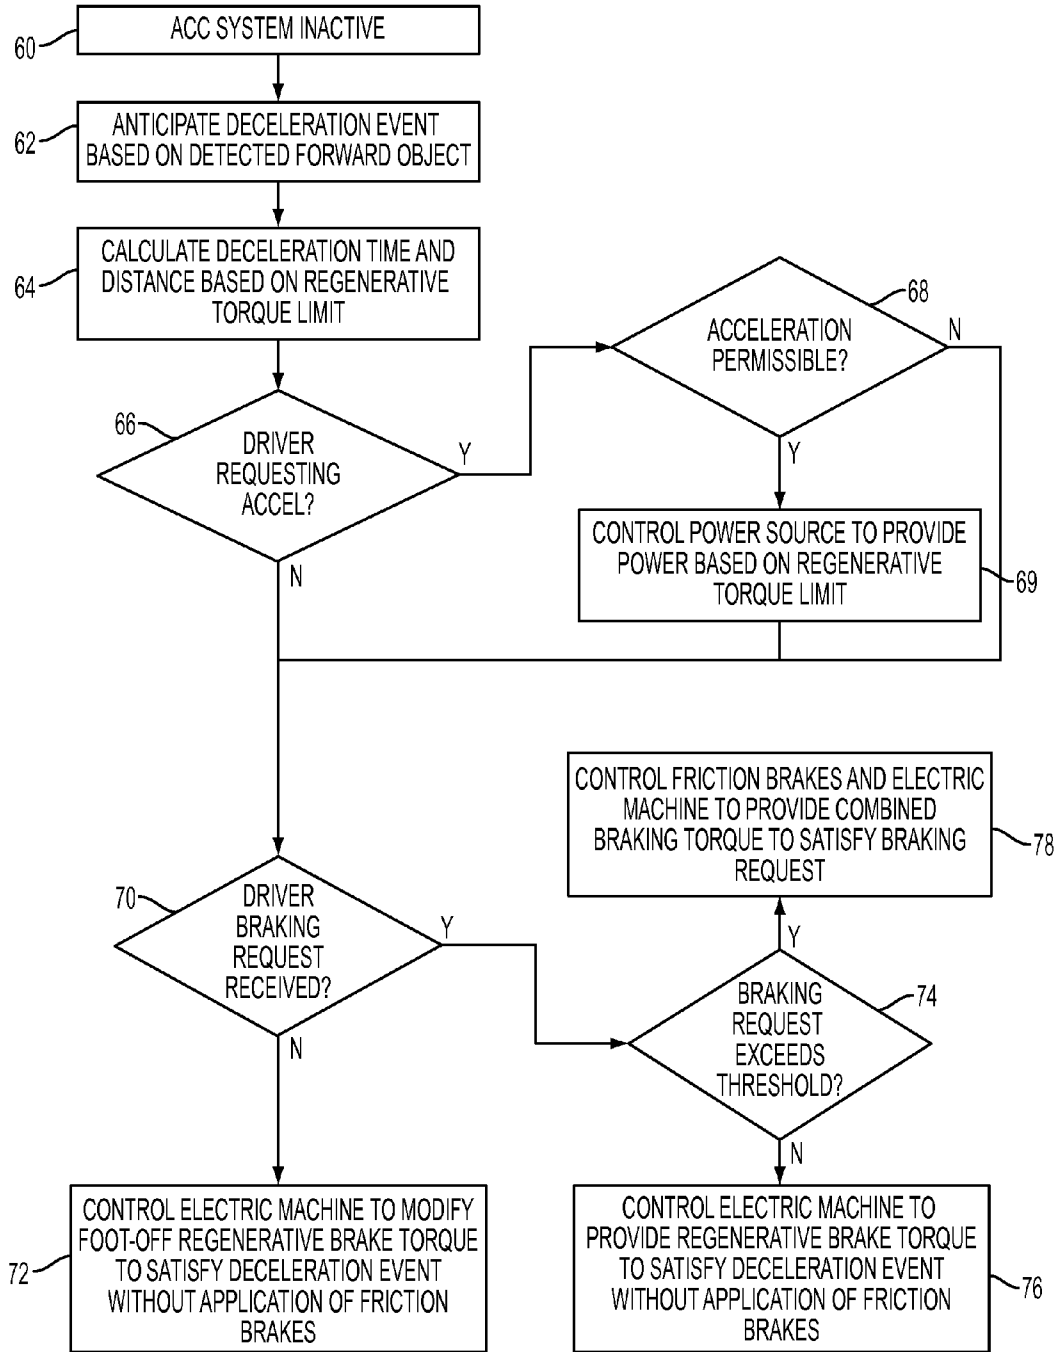 60
ACC SYSTEM INACTIVE
62
ANTICIPATE DECELERATION EVENT
BASED ON DETECTED FORWARD OBJECT
64
CALCULATE DECELERATION TIME AND
DISTANCE BASED ON REGENERATIVE
TORQUE LIMIT
66
DRIVER
REQUESTING
ACCEL?
Y
N
68
ACCELERATION
PERMISSIBLE?
N
Y
CONTROL POWER SOURCE TO PROVIDE
POWER BASED ON REGENERATIVE
TORQUE LIMIT
69
70
DRIVER
BRAKING
REQUEST
RECEIVED?
Y
N
CONTROL FRICTION BRAKES AND ELECTRIC
MACHINE TO PROVIDE COMBINED
BRAKING TORQUE TO SATISFY BRAKING
REQUEST
78
Y
BRAKING
REQUEST
EXCEEDS
THRESHOLD?
74
N
72
CONTROL ELECTRIC MACHINE TO MODIFY
FOOT-OFF REGENERATIVE BRAKE TORQUE
TO SATISFY DECELERATION EVENT
WITHOUT APPLICATION OF FRICTION
BRAKES
CONTROL ELECTRIC MACHINE TO
PROVIDE REGENERATIVE BRAKE TORQUE
TO SATISFY DECELERATION EVENT
WITHOUT APPLICATION OF FRICTION
BRAKES
76